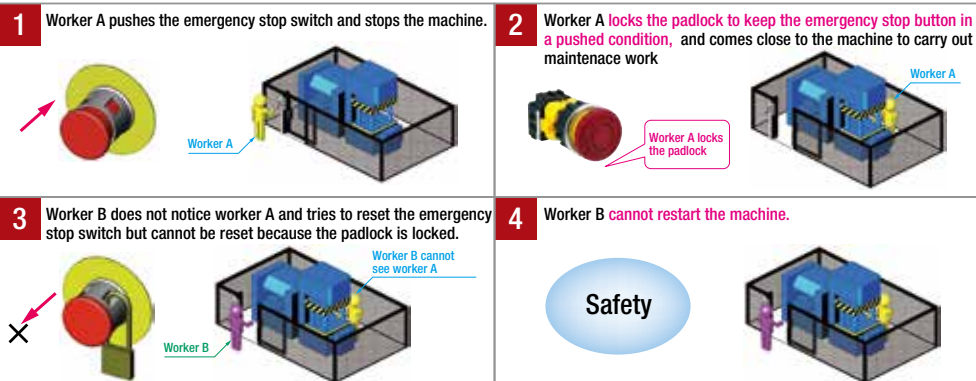 1
Worker A pushes the emergency stop switch and stops the machine.
Worker A
2
Worker A locks the padlock to keep the emergency stop button in
a pushed condition, and comes close to the machine to carry out
maintenace work
Worker A
Worker A locks
the padlock
3
Worker B does not notice worker A and tries to reset the emergency
stop switch but cannot be reset because the padlock is locked.
Worker B cannot
see worker A
Worker B
4
Worker B cannot restart the machine.
Safety